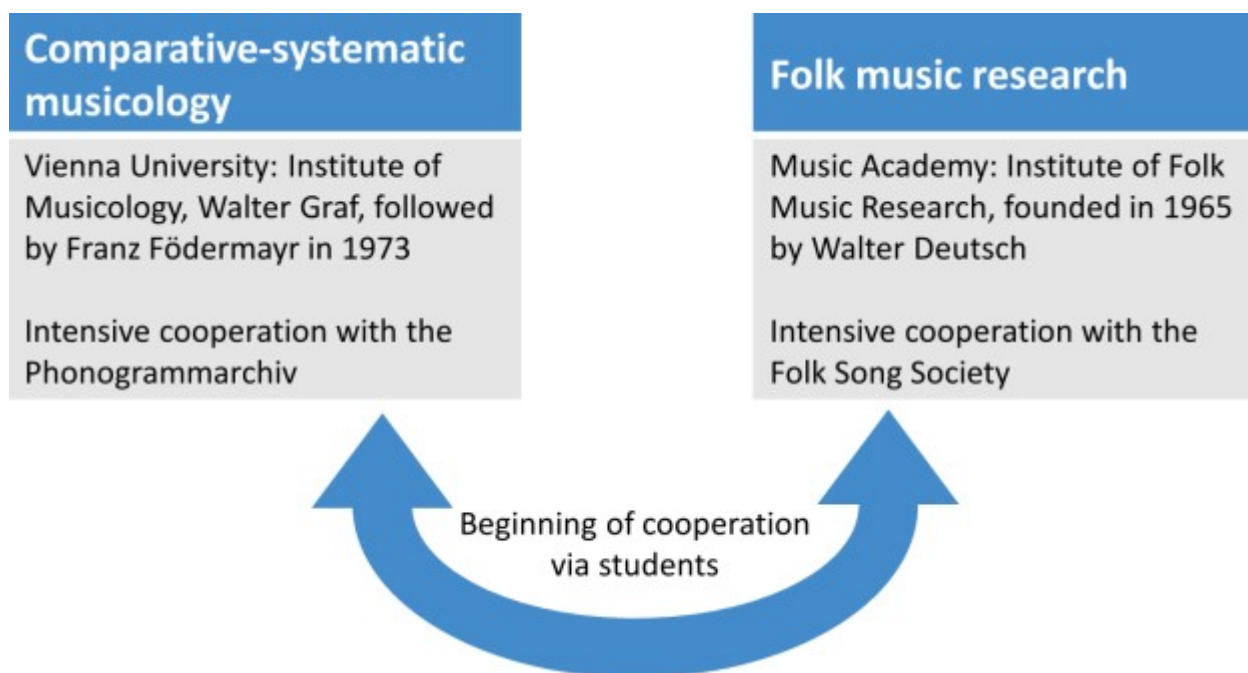 Comparative-systematic
musicology
Vienna University: Institute of
Musicology, Walter Graf, followed
by Franz Födermayr in 1973
Intensive cooperation with the
Phonogrammarchiv
Folk music research
Music Academy: Institute of Folk
Music Research, founded in 1965
by Walter Deutsch
Intensive cooperation with the
Folk Song Society
Beginning of cooperation
via students